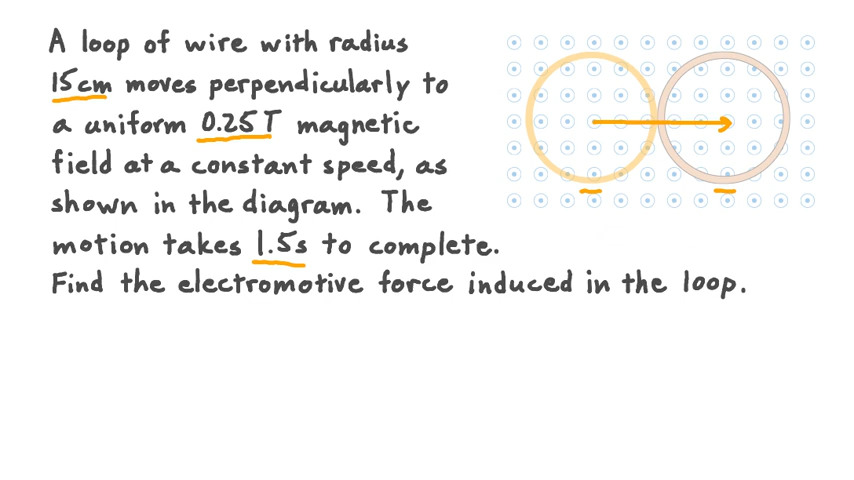 A loop of wire with radius
15cm moves perpendicularly to
a uniform 0.25T magnetic
field at a constant speed, as
shown in the diagram. The
motion takes 1.5s to complete.
Find the electromotive force induced in the loop.